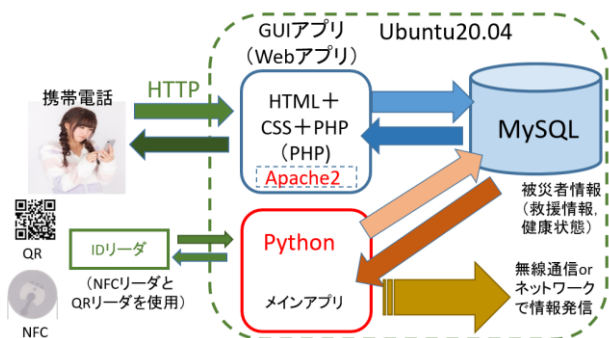 GUIアプリ
(Webアプリ)
Ubuntu20.04
携帯電話
HTTP
HTML+
CSS+PHP
(PHP)
Apache2
MySQL
被災者情報
(救援情報,
健康状態)
QR
IDリーダ
(NFCリーダと
QRリーダを使用)
NFC
Python
メインアプリ
無線通信or
ネットワーク
で情報発信